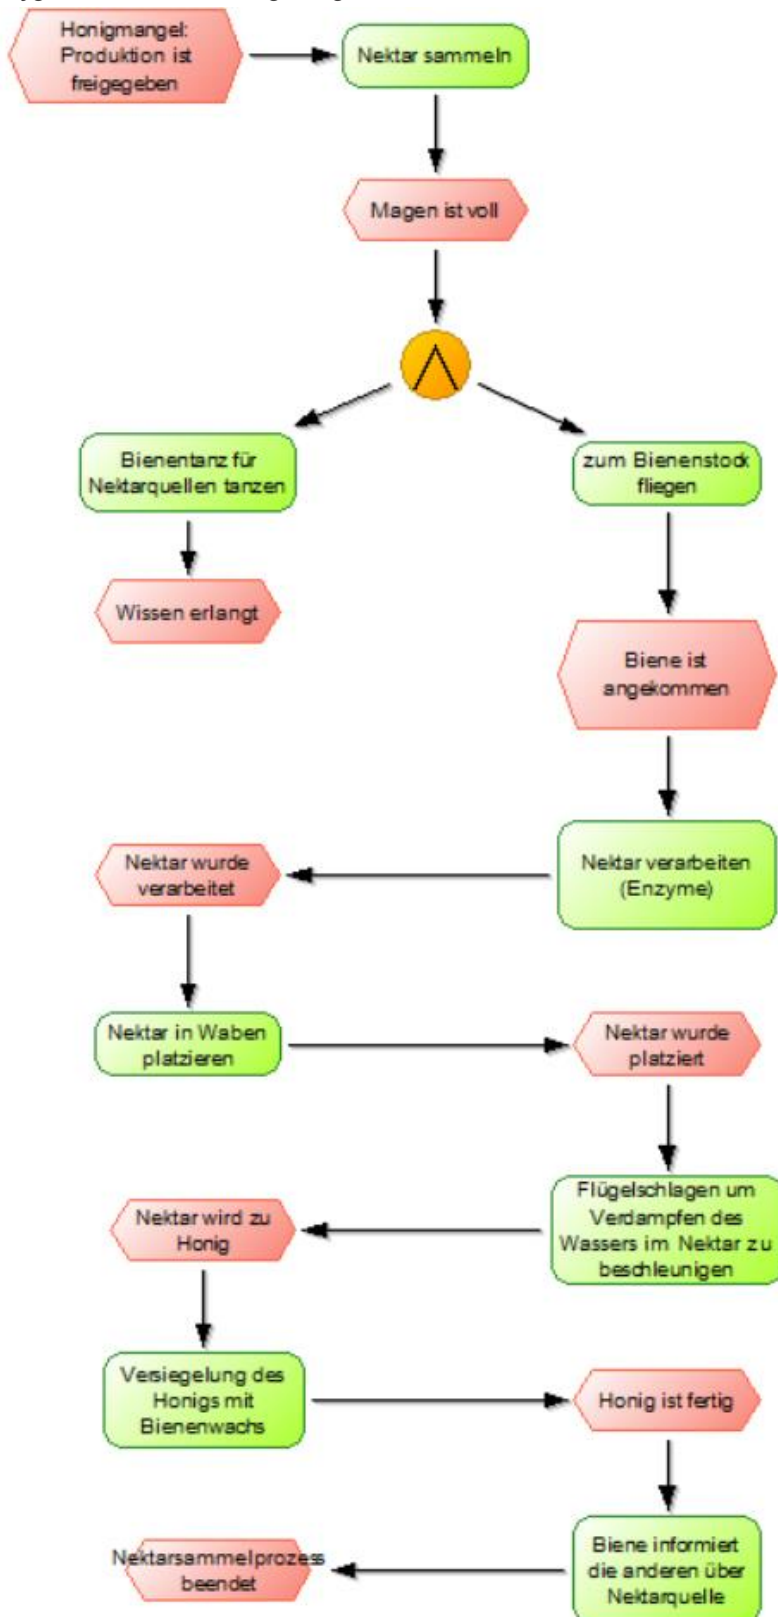 Honigmangel:
Produktion ist
freigegeben
Nektar sammeln
Magen ist voll
Bienentanz für
Nektarquellen tanzen
zum Bienenstock
fliegen
Wissen erlangt
Biene ist
angekommen
Nektar verarbeiten
(Enzyme)
Nektar wurde
verarbeitet
Nektar in Waben
platzieren
Nektar wurde
platziert
Flügelschlagen um
Verdampfen des
Wassers im Nektar zu
beschleunigen
Nektar wird zu
Honig
Versiegelung des
Honigs mit
Bienenwachs
Honig ist fertig
Biene informiert
die anderen über
Nektarquelle
Nektarsammelprozess
beendet